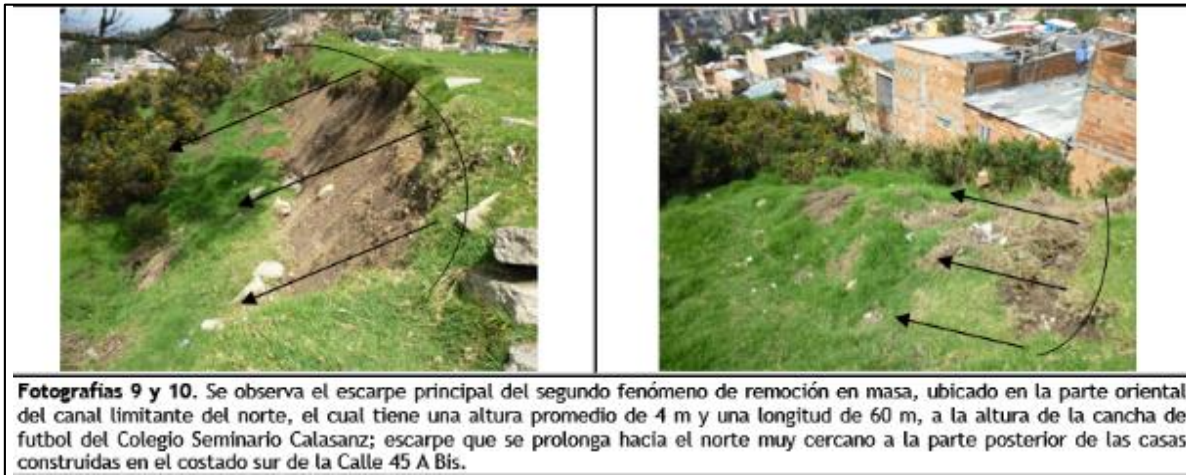 Fotografías 9 y 10. Se observa el escarpe principal del segundo fenómeno de remoción en masa, ubicado en la parte oriental
del canal limitante del norte, el cual tiene una altura promedio de 4 m y una longitud de 60 m, a la altura de la cancha de
futbol del Colegio Seminario Calasanz; escarpe que se prolonga hacia el norte muy cercano a la parte posterior de las casas
construidas en el costado sur de la Calle 45 A Bis.